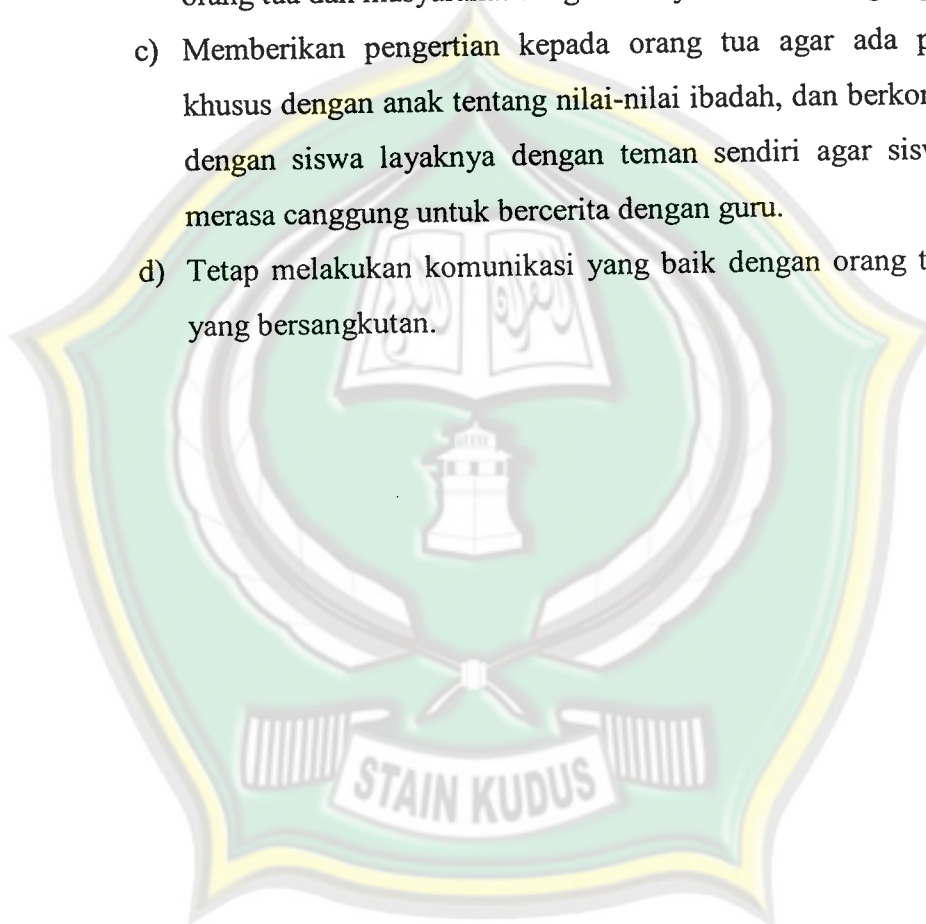 c) Memberikan pengertian kepada orang tua agar ada
khusus dengan anak tentang nilai-nilai ibadah, dan
dengan siswa layaknya dengan teman sendiri agar
merasa canggung untuk bercerita dengan guru.
d) Tetap melakukan komunikasi yang baik dengan orang
yang bersangkutan.
STAIN KUDUS